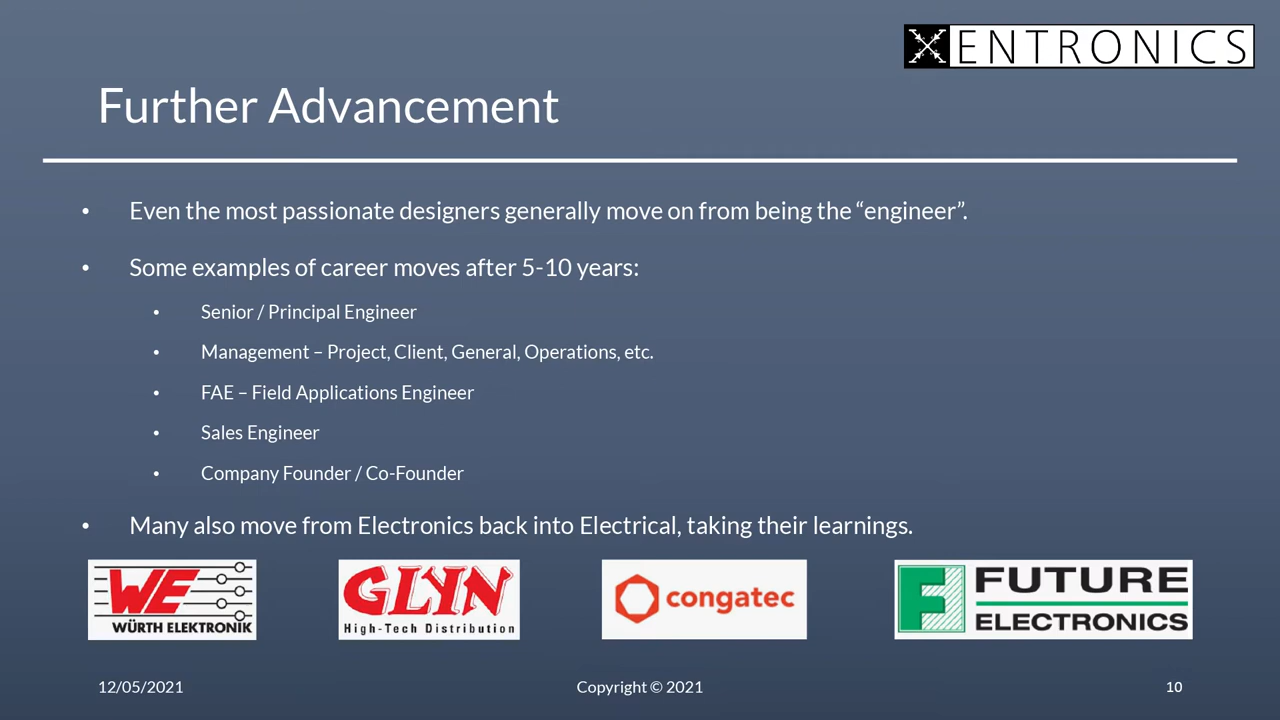 XENTRONICS
Further Advancement
• Even the most passionate designers generally move on from being the “engineer”.
• Some examples of career moves after 5-10 years:
• Senior / Principal Engineer
• Management – Project, Client, General, Operations, etc.
• FAE – Field Applications Engineer
• Sales Engineer
• Company Founder / Co-Founder
• Many also move from Electronics back into Electrical, taking their learnings.
WE
WÜRTH ELEKTRONIK
GLYN
High-Tech Distribution
congatec
F FUTURE
ELECTRONICS
12/05/2021 Copyright © 2021 10